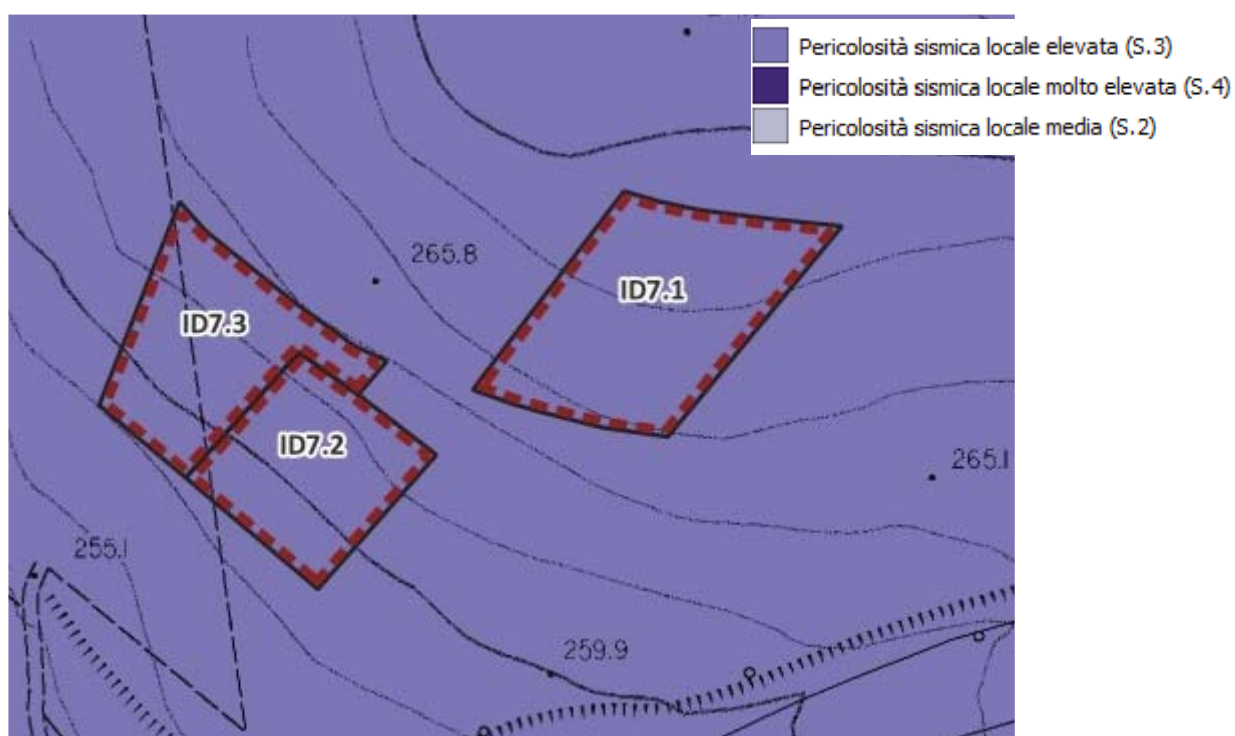 Pericolosità sismica locale elevata (S.3)
Pericolosità sismica locale molto elevata (S.4)
Pericolosità sismica locale media (S.2)
265.8
ID7.1
ID7.3
ID7.2
265.1
255.1
259.9